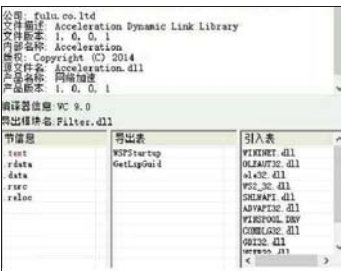 公司: fulu.co.ltd
文件描述: Acceleration Dynamic Link Library
文件版本: 1, 0, 0, 1
内部名称: Acceleration
版权: Copyright (C) 2014
源文件名: Acceleration.dll
产品名称: 网络加速
产品版本: 1, 0, 0, 1
编译器信息: VC 9.0
导出模块名: Filter.dll
节信息
.text
.rdata
.data
.rsrc
.reloc
导出表
WSPStartup
GetLspGuid
引入表
WININET.dll
OLEAUT32.dll
ole32.dll
WS2_32.dll
SHLWAPI.dll
ADVAPI32.dll
WINSPOOL.DRV
COMDLG32.dll
GDI32.dll
USER32.dll